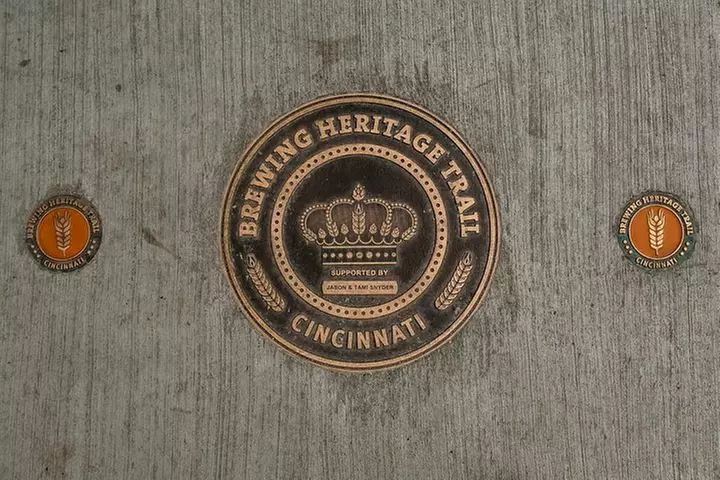 BREWING HERITAGE TRAIL
SUPPORTED BY
JASON & TAMI SNYDER
CINCINNATI
BREWING HERITAGE TRAIL
CINCINNATI
BREWING HERITAGE TRAIL
CINCINNATI